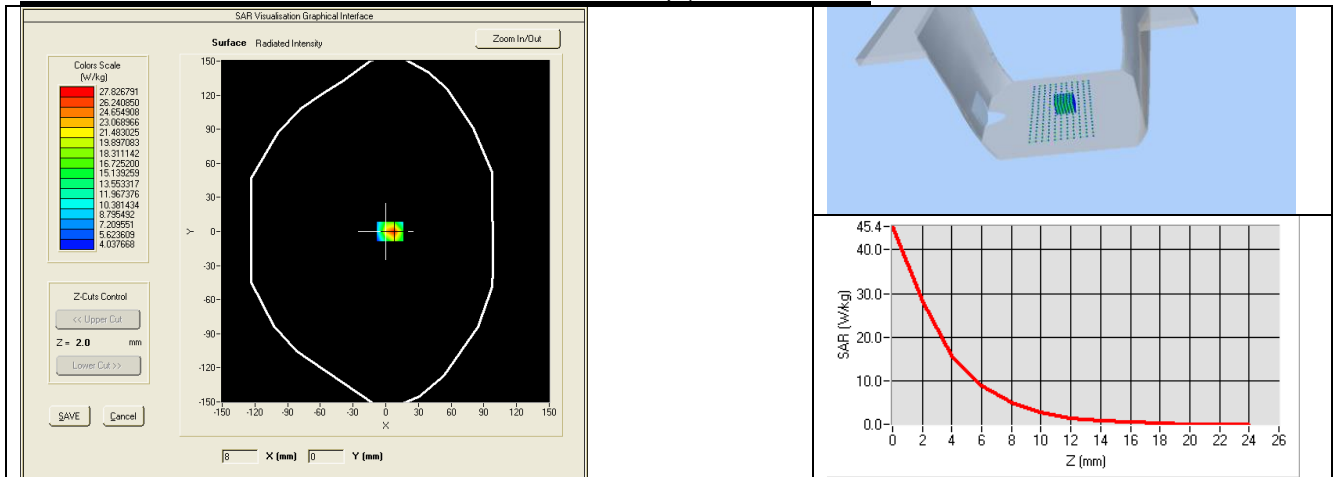 SAR Visualisation Graphical Interface
Surface Radiated Intensity
Zoom In/Out
Colors Scale
(W/kg)
27.826791
26.240850
24.654908
23.068966
21.483025
19.897083
18.311142
16.725200
15.139259
13.553317
11.967376
10.381434
8.795492
7.209551
5.623609
4.037668
Z-Cuts Control
<< Upper Cut
Z = 2.0 mm
Lower Cut >>
SAVE Cancel
150
120
90
60
30
0
-30
-60
-90
-120
-150
Y
-150 -120 -90 -60 -30 0 30 60 90 120 150
X
8 X (mm) 0 Y (mm)
45.4
40.0
30.0
20.0
10.0
0.0
SAR (W/kg)
0 2 4 6 8 10 12 14 16 18 20 22 24 26
Z (mm)